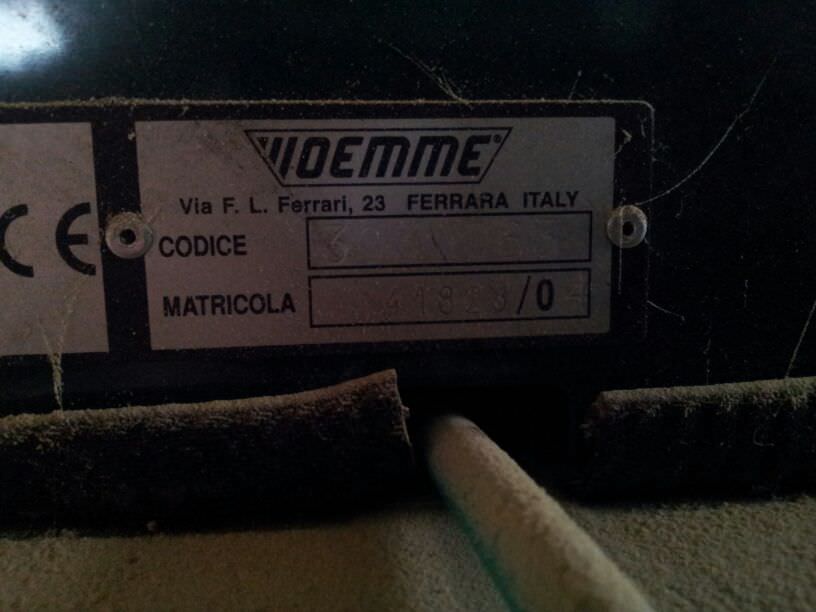 WOEMME®
Via F. L. Ferrari, 23 FERRARA ITALY
CE
CODICE
MATRICOLA /0